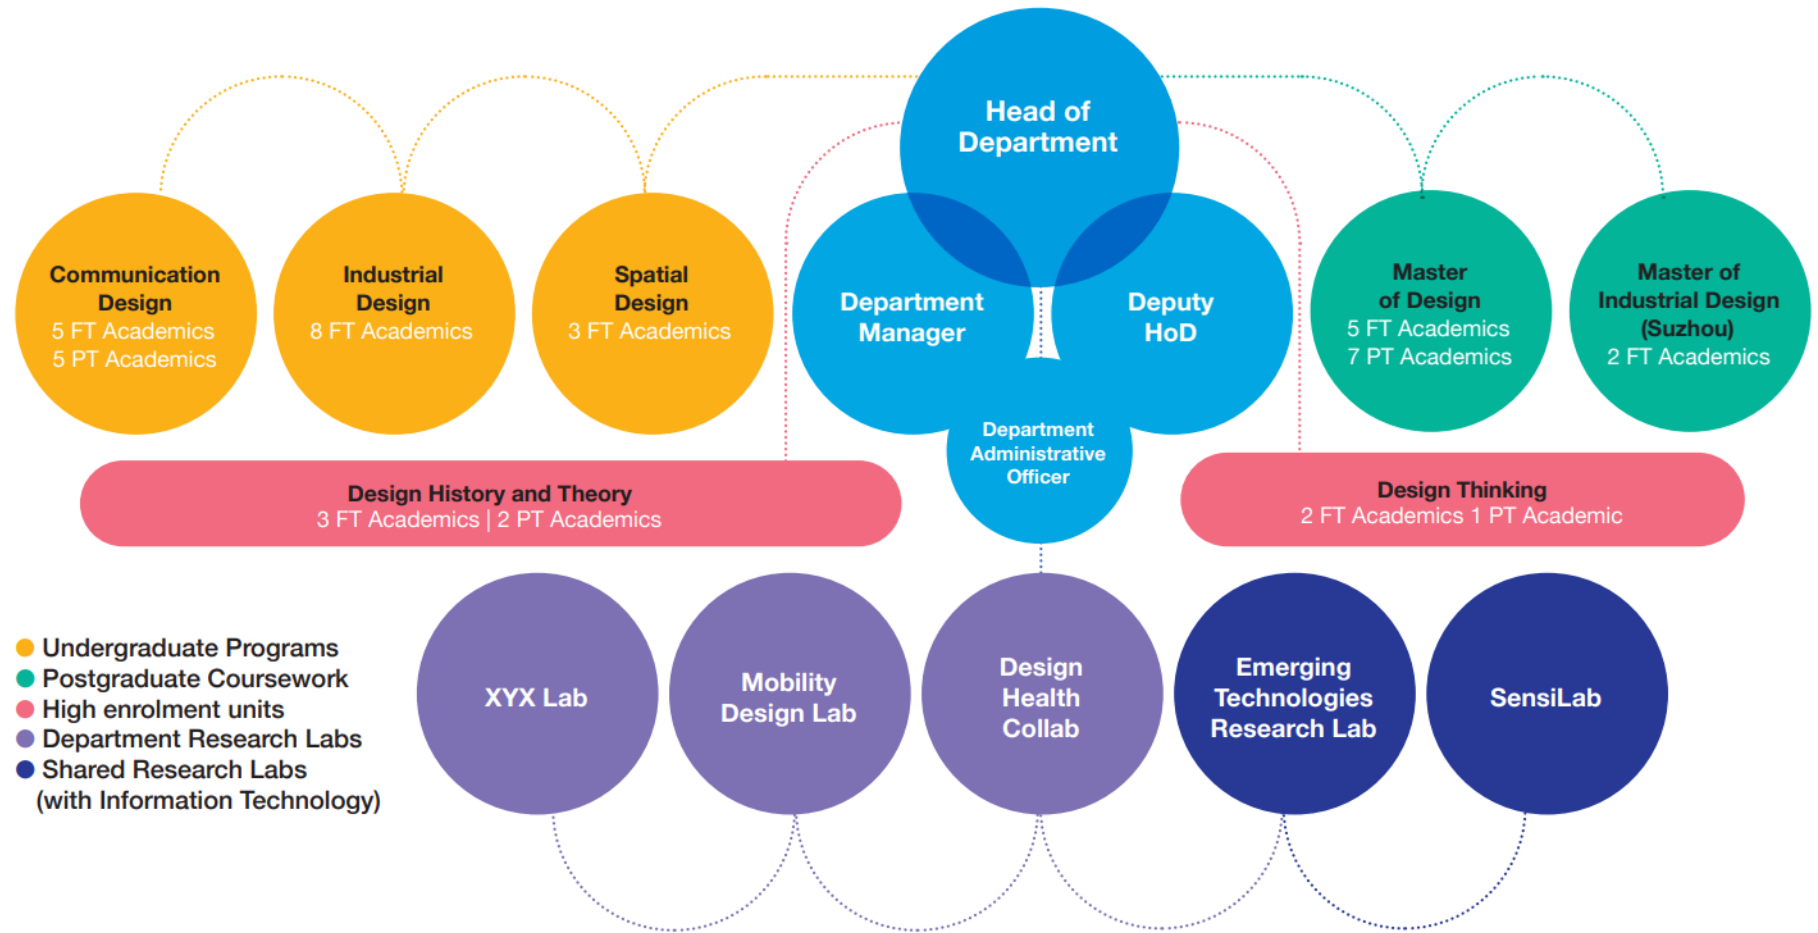 Head of
Department
Communication
Design
5 FT Academics
5 PT Academics
Industrial
Design
8 FT Academics
Spatial
Design
3 FT Academics
Department
Manager
Deputy
HoD
Master
of Design
5 FT Academics
7 PT Academics
Master of
Industrial Design
(Suzhou)
2 FT Academics
Department
Administrative
Officer
Design History and Theory
3 FT Academics | 2 PT Academics
Design Thinking
2 FT Academics 1 PT Academic
Undergraduate Programs
Postgraduate Coursework
High enrolment units
Department Research Labs
Shared Research Labs
(with Information Technology)
XYX Lab
Mobility
Design Lab
Design
Health
Collab
Emerging
Technologies
Research Lab
SensiLab